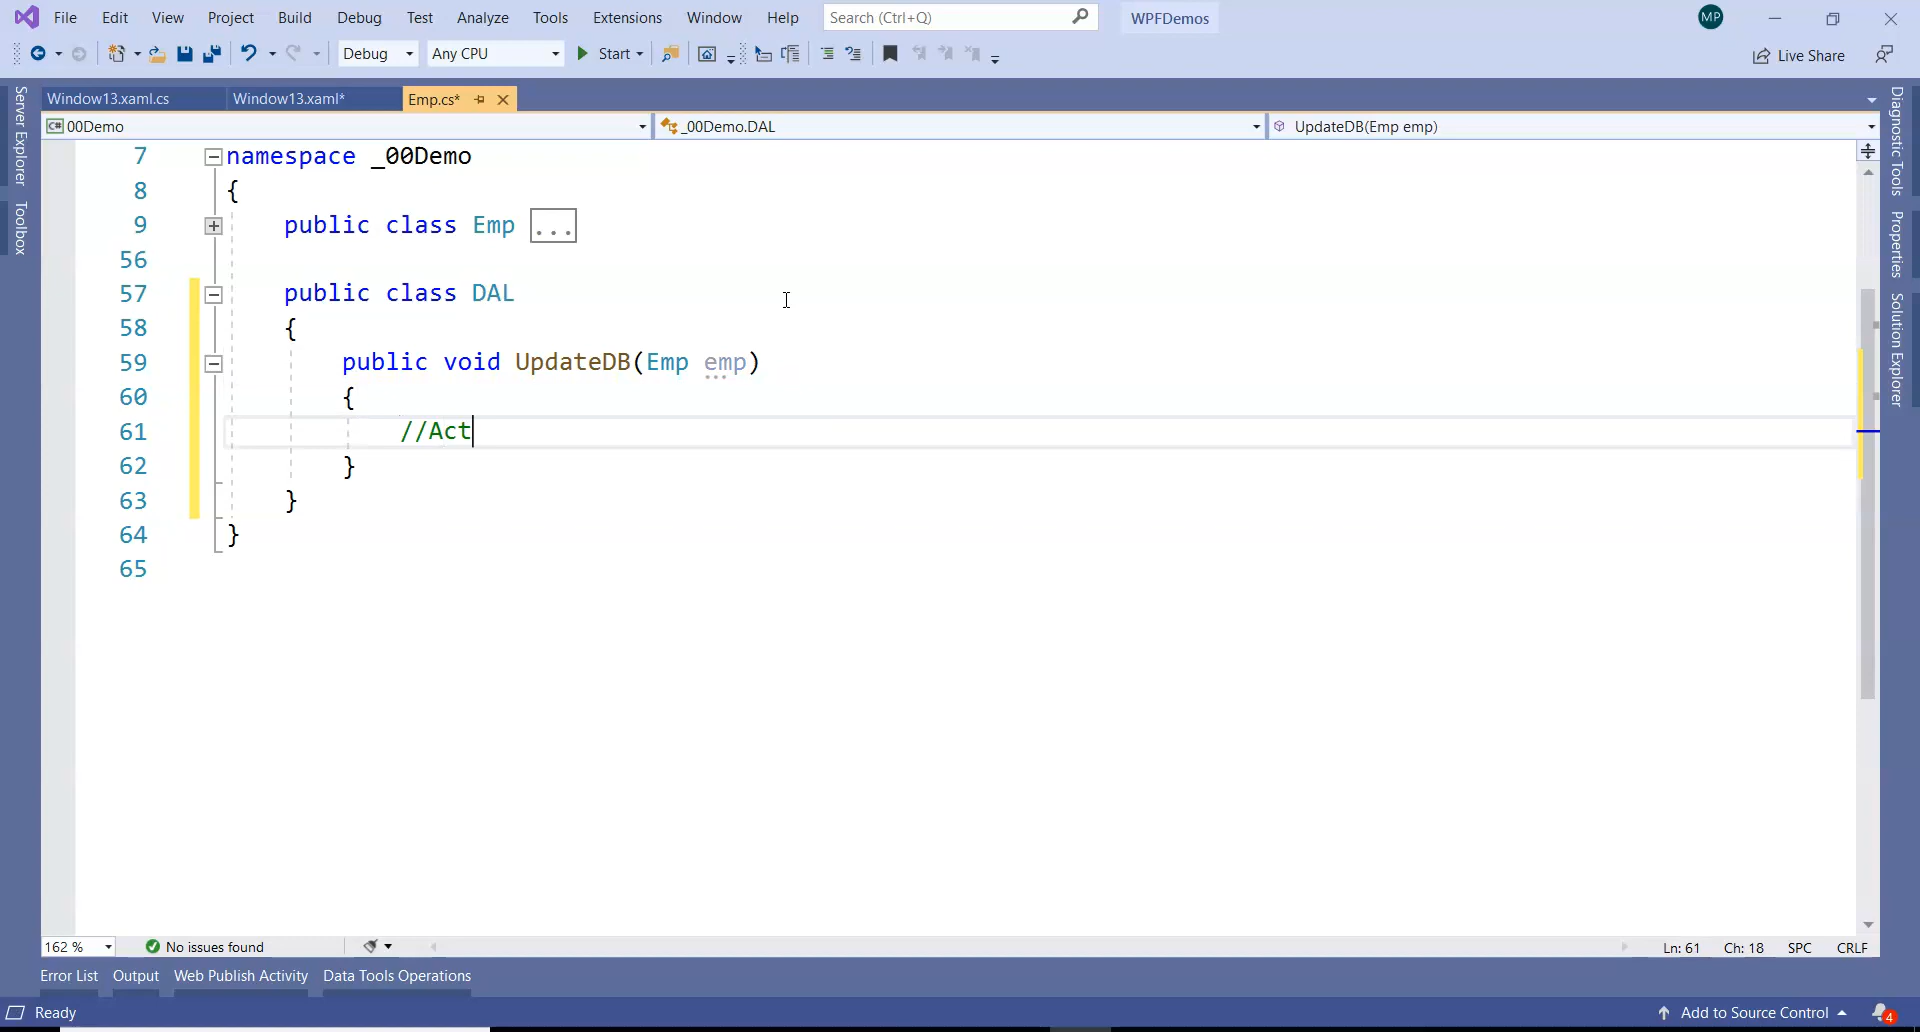 File Edit View Project Build Debug Test Analyze Tools Extensions Window Help Search (Ctrl+Q) WPFDemos MP
Debug Any CPU Start Live Share
Server Explorer
Toolbox
Window13.xaml.cs Window13.xaml* Emp.cs*
C# 00Demo _00Demo.DAL UpdateDB(Emp emp)
7 namespace _00Demo
8 {
9 public class Emp ...
56
57 public class DAL
58 {
59 public void UpdateDB(Emp emp)
60 {
61 //Act
62 }
63 }
64 }
65
Diagnostic Tools
Properties
Solution Explorer
162 % No issues found Ln: 61 Ch: 18 SPC CRLF
Error List Output Web Publish Activity Data Tools Operations
Ready Add to Source Control 4